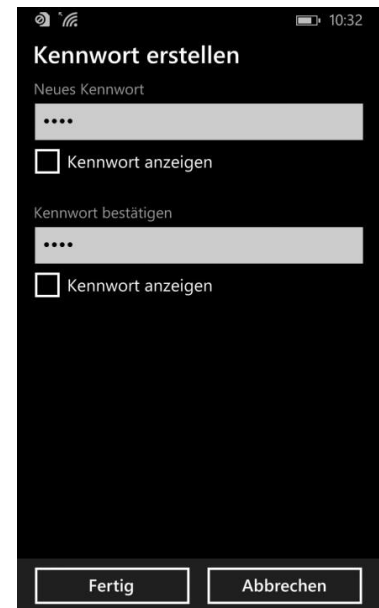 10:32
Kennwort erstellen
Neues Kennwort
••••
Kennwort anzeigen
Kennwort bestätigen
••••
Kennwort anzeigen
Fertig Abbrechen